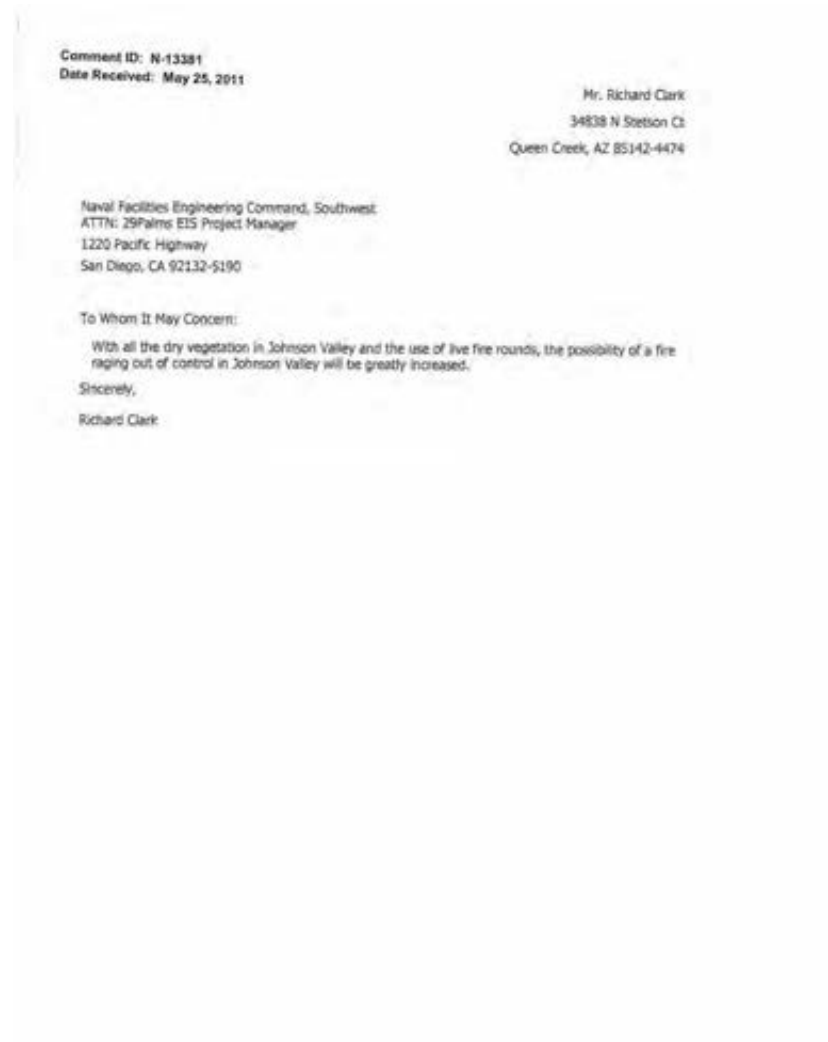 Comment ID: N-13381
Date Received: May 25, 2011
Mr. Richard Clark
34838 N Stetson Ct
Queen Creek, AZ 85142-4474
Naval Facilities Engineering Command, Southwest
ATTN: 29Palms EIS Project Manager
1220 Pacific Highway
San Diego, CA 92132-5190
To Whom It May Concern:
With all the dry vegetation in Johnson Valley and the use of live fire rounds, the possibility of a fire
raging out of control in Johnson Valley will be greatly increased.
Sincerely,
Richard Clark